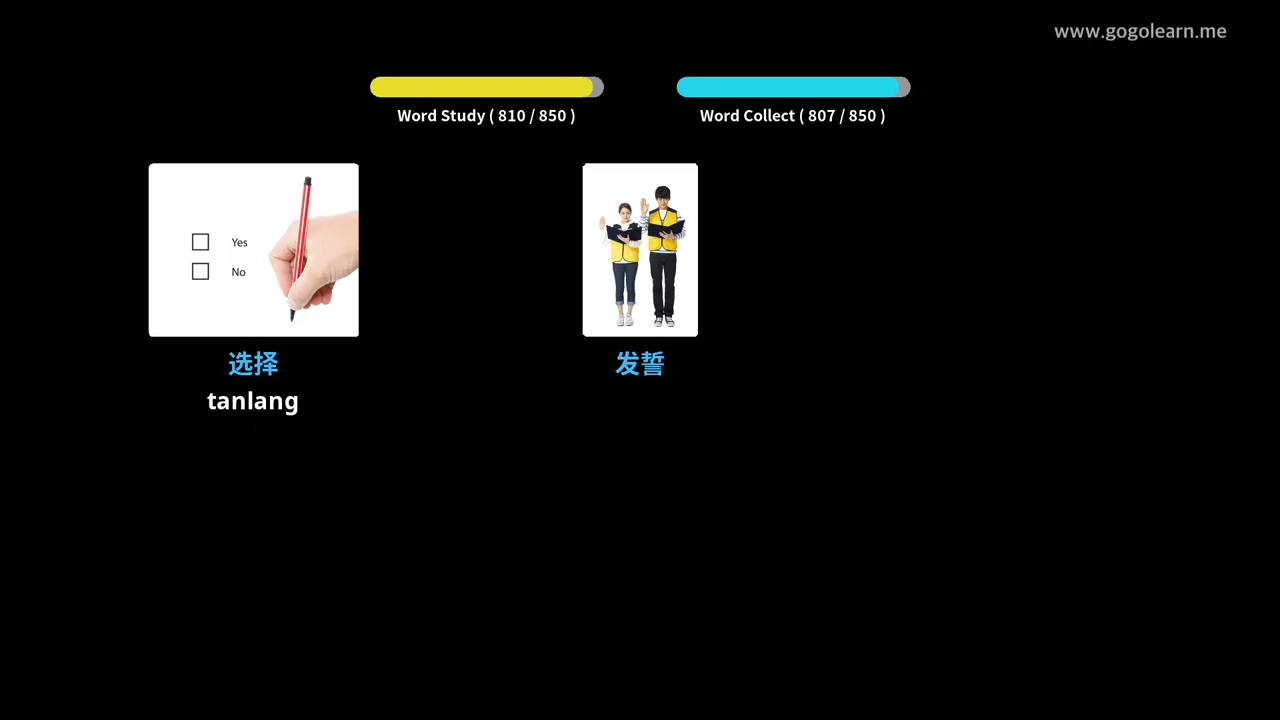 www.gogolearn.me
Word Study ( 810 / 850 )
Word Collect ( 807 / 850 )
Yes
No
选择
发誓
tanlang